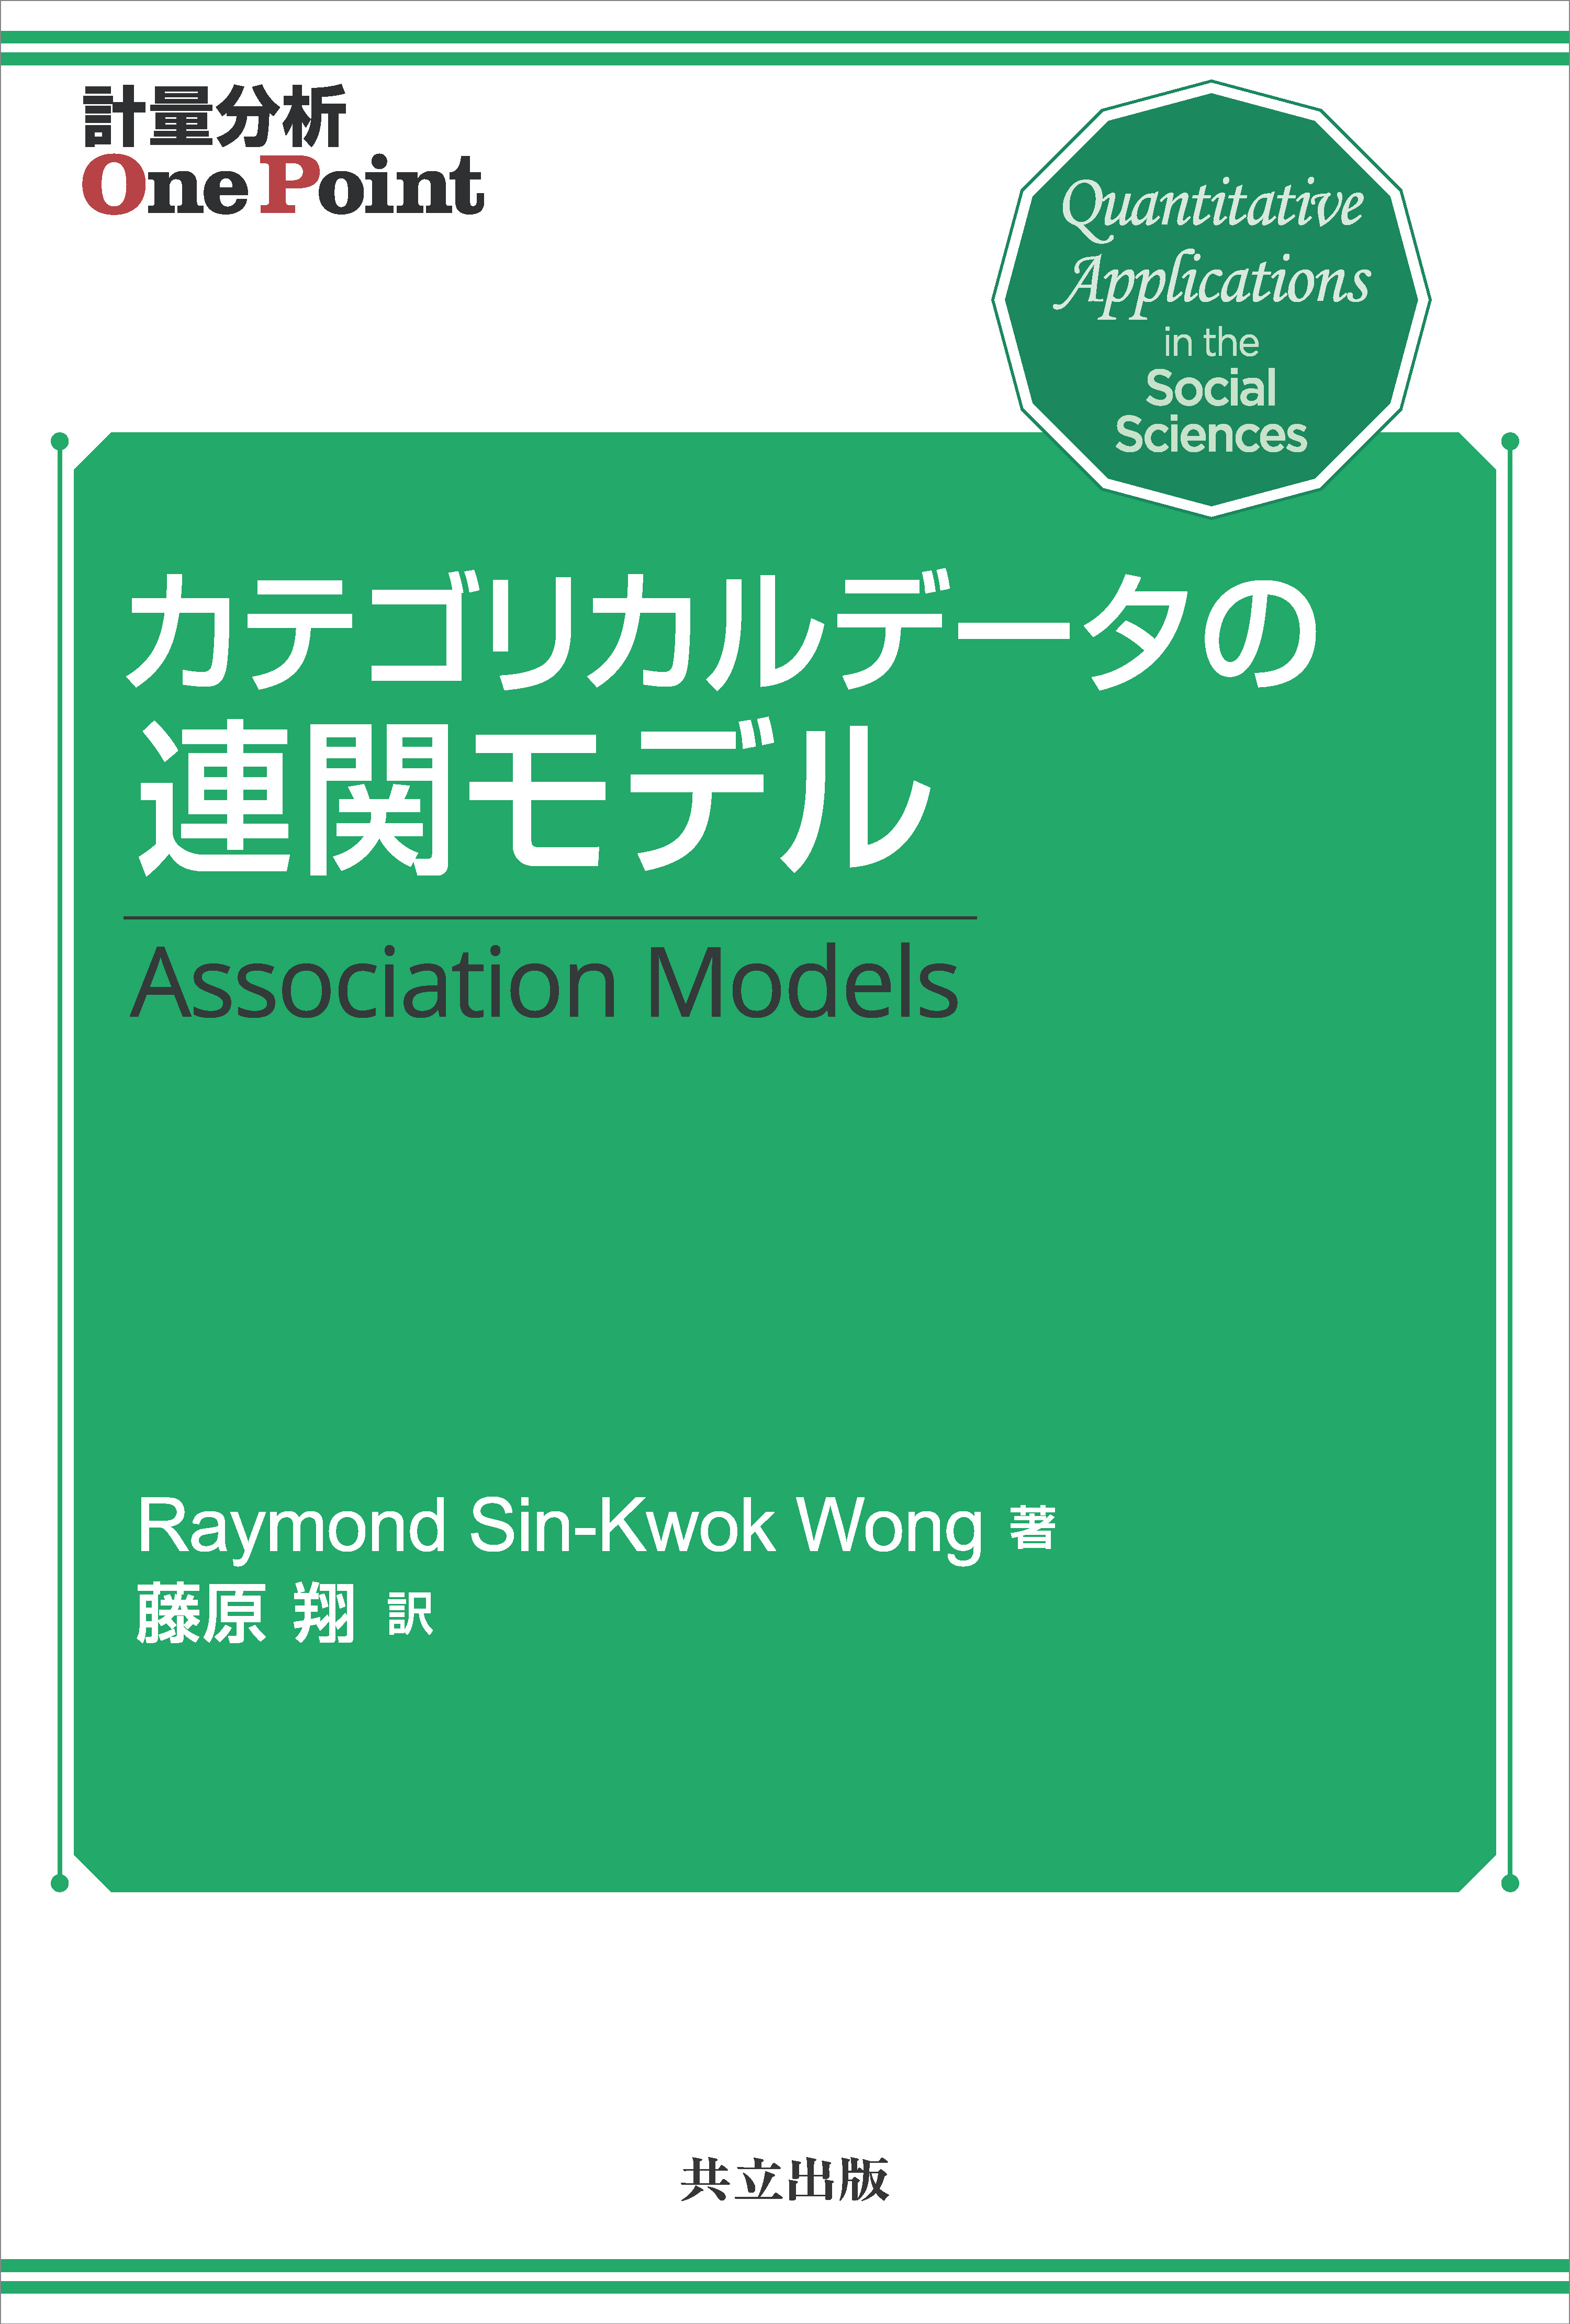 計量分析
One Point
Quantitative
Applications
in the
Social
Sciences
カテゴリカルデータの
連関モデル
Association Models
Raymond Sin-Kwok Wong 著
藤原 翔 訳
共立出版